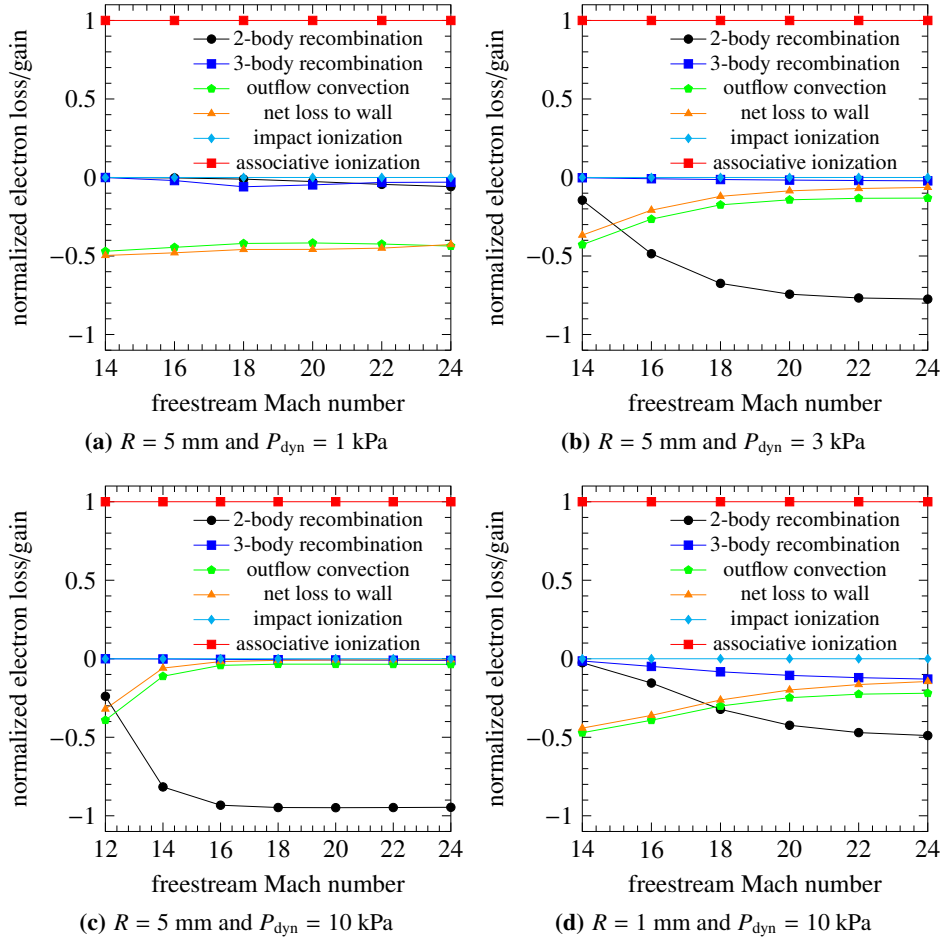 1
0.5
0
−0.5
−1
normalized electron loss/gain
2-body recombination
3-body recombination
outflow convection
net loss to wall
impact ionization
associative ionization
14 16 18 20 22 24
freestream Mach number
(a) R = 5 mm and Pdyn = 1 kPa
1
0.5
0
−0.5
−1
normalized electron loss/gain
2-body recombination
3-body recombination
outflow convection
net loss to wall
impact ionization
associative ionization
14 16 18 20 22 24
freestream Mach number
(b) R = 5 mm and Pdyn = 3 kPa
1
0.5
0
−0.5
−1
normalized electron loss/gain
2-body recombination
3-body recombination
outflow convection
net loss to wall
impact ionization
associative ionization
12 14 16 18 20 22 24
freestream Mach number
(c) R = 5 mm and Pdyn = 10 kPa
1
0.5
0
−0.5
−1
normalized electron loss/gain
2-body recombination
3-body recombination
outflow convection
net loss to wall
impact ionization
associative ionization
14 16 18 20 22 24
freestream Mach number
(d) R = 1 mm and Pdyn = 10 kPa